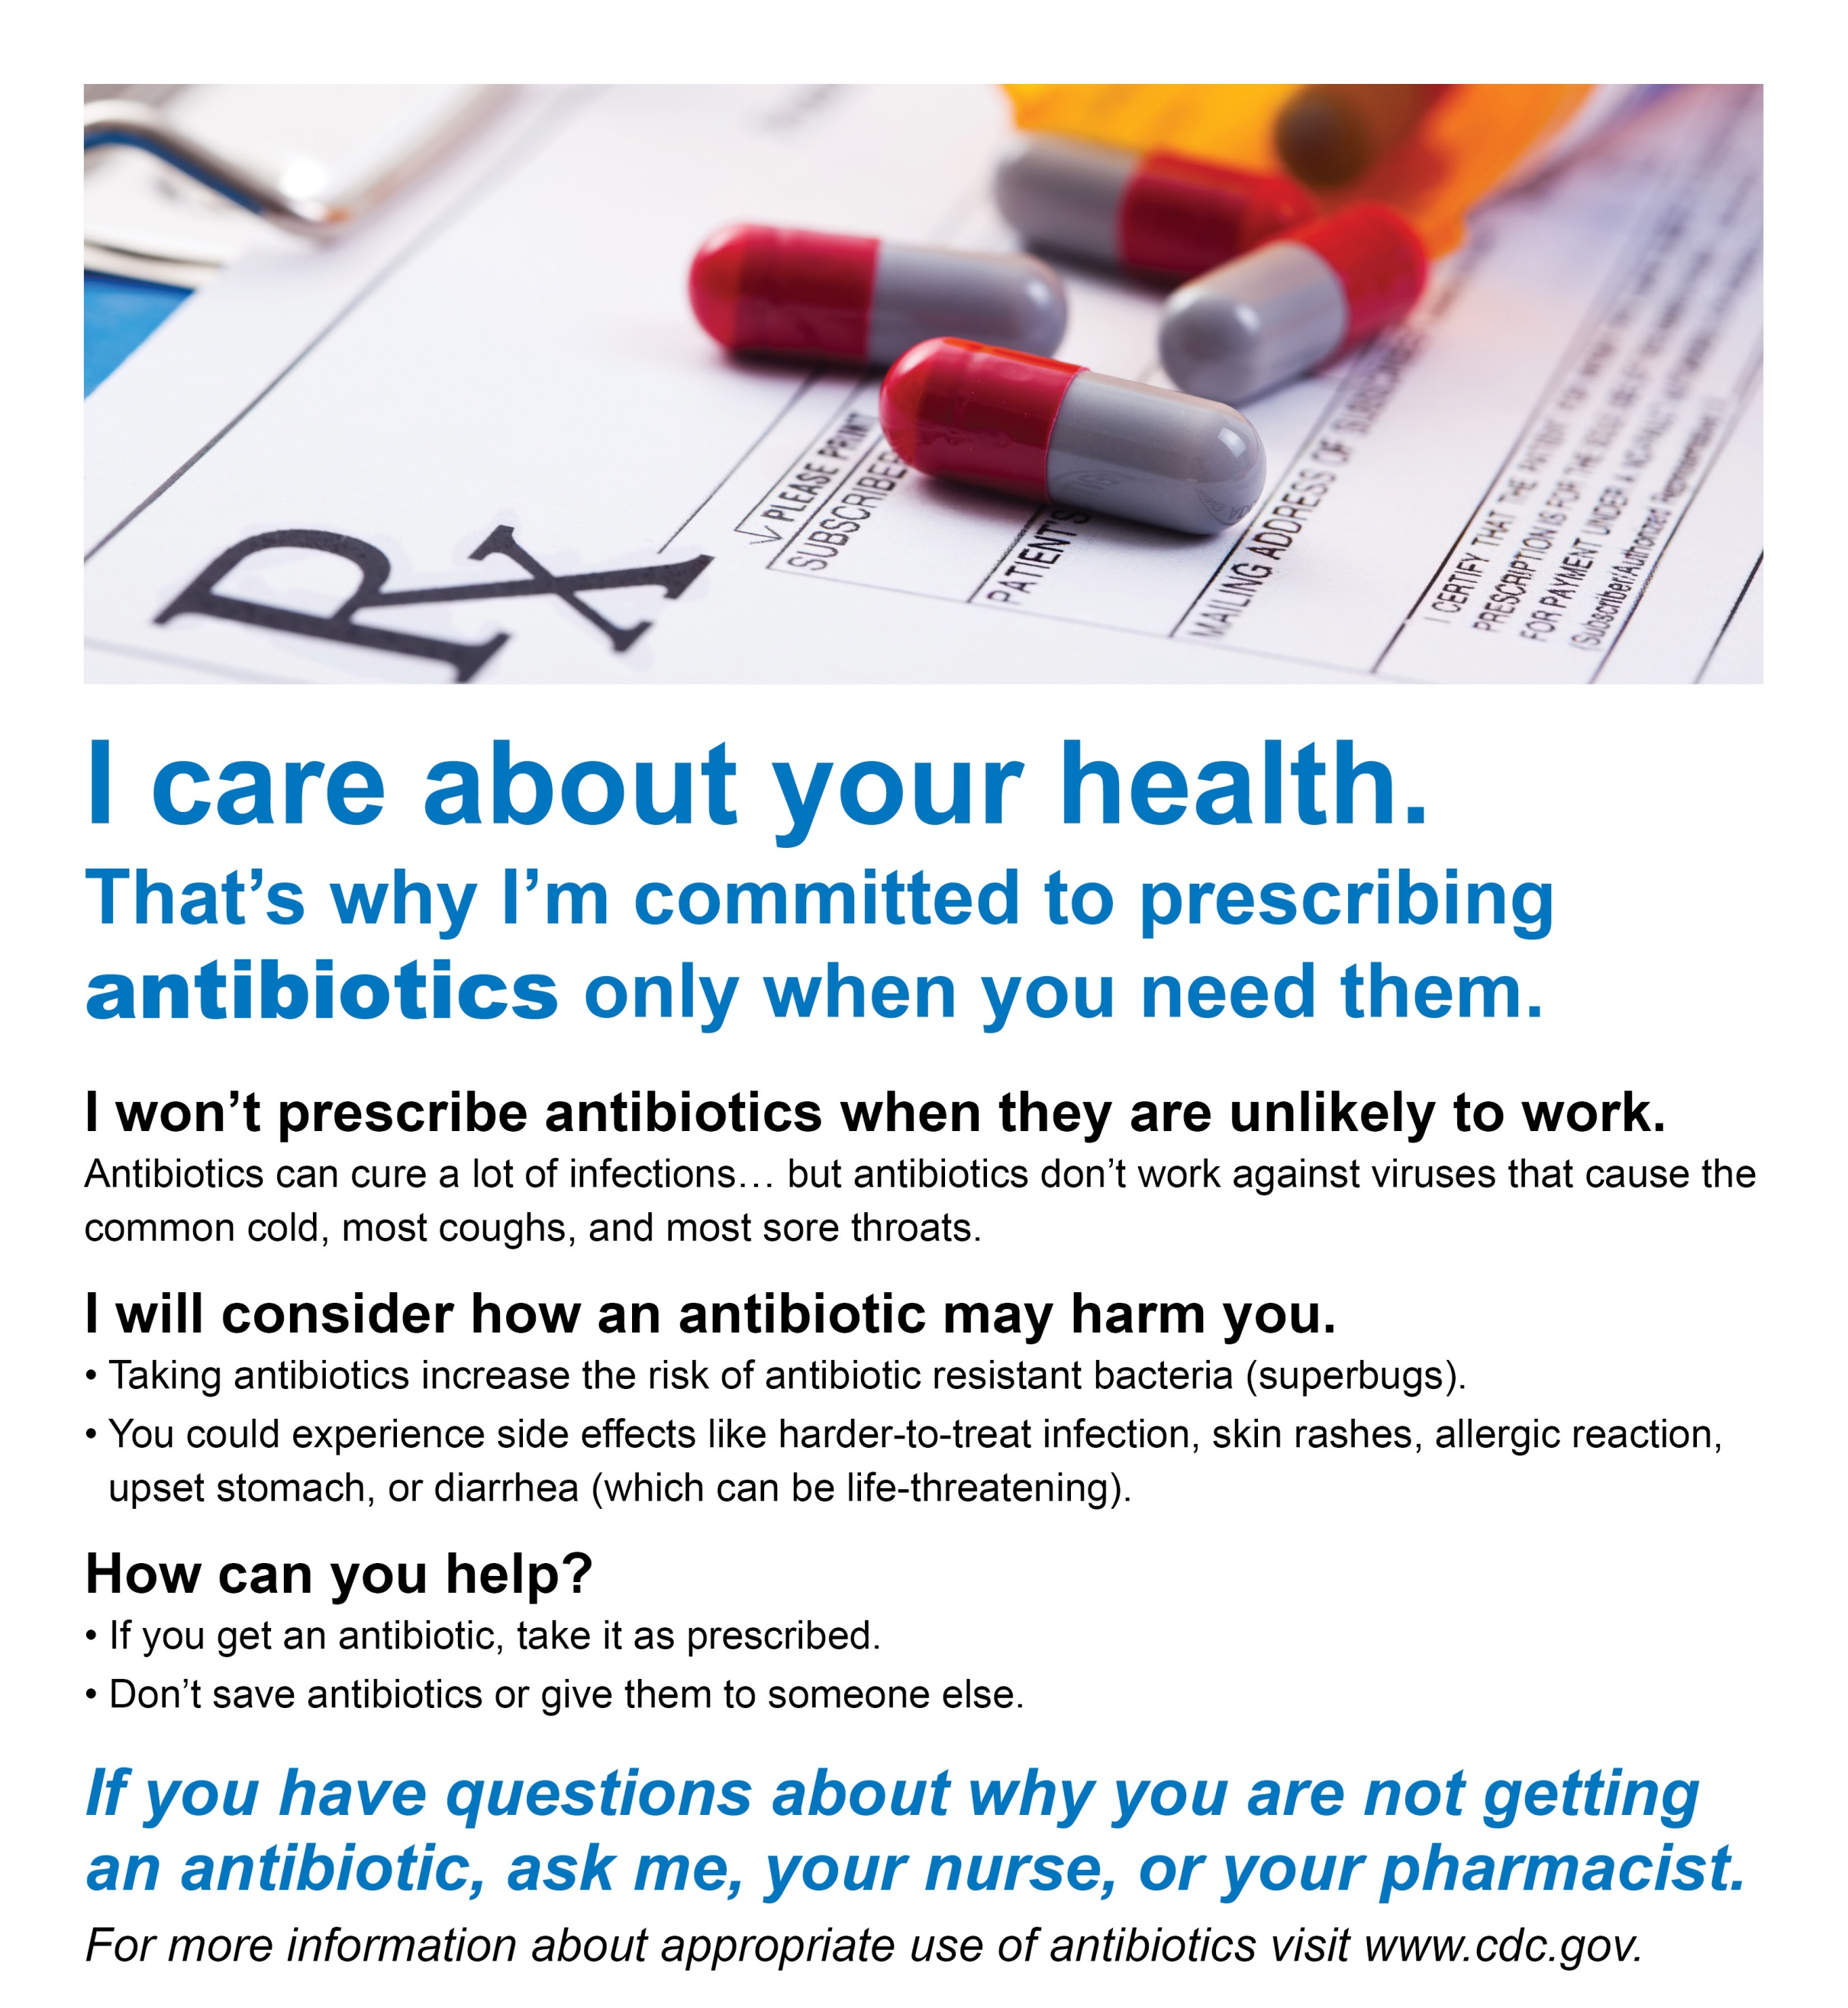 Rx
√ PLEASE PRINT
SUBSCRIBER
PATIENT'S
MAILING ADDRESS OF SUBSCRIBER
I CERTIFY THAT THE PATIENT FOR
PRESCRIPTION IS FOR THE
FOR PAYMENT UNDER A
(Subscriber/Authorized Representative)
I care about your health.
That’s why I’m committed to prescribing
antibiotics only when you need them.
I won’t prescribe antibiotics when they are unlikely to work.
Antibiotics can cure a lot of infections… but antibiotics don’t work against viruses that cause the
common cold, most coughs, and most sore throats.
I will consider how an antibiotic may harm you.
• Taking antibiotics increase the risk of antibiotic resistant bacteria (superbugs).
• You could experience side effects like harder-to-treat infection, skin rashes, allergic reaction,
upset stomach, or diarrhea (which can be life-threatening).
How can you help?
• If you get an antibiotic, take it as prescribed.
• Don’t save antibiotics or give them to someone else.
If you have questions about why you are not getting
an antibiotic, ask me, your nurse, or your pharmacist.
For more information about appropriate use of antibiotics visit www.cdc.gov.